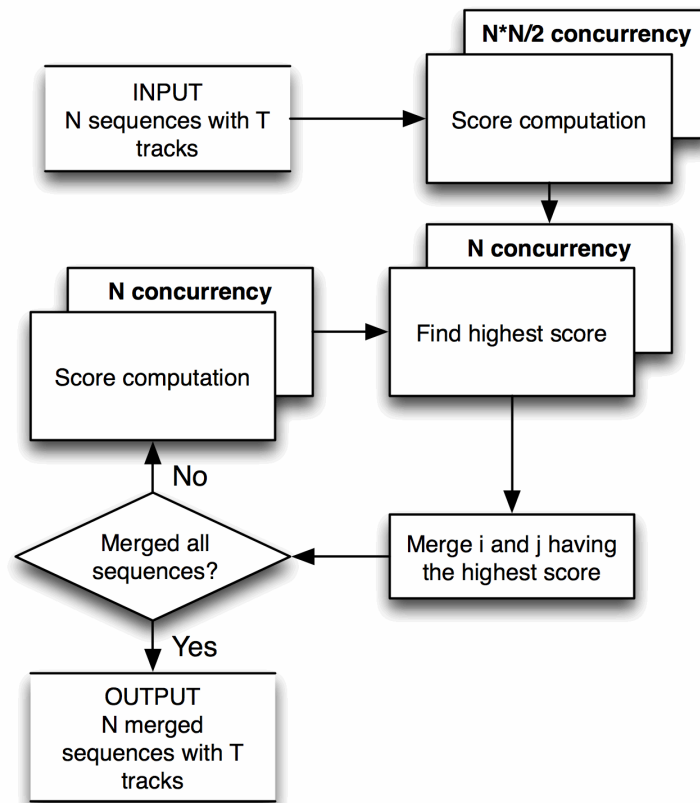 N*N/2 concurrency
INPUT
N sequences with T
tracks
Score computation
N concurrency
Find highest score
N concurrency
Score computation
No
Merged all
sequences?
Merge i and j having
the highest score
Yes
OUTPUT
N merged
sequences with T
tracks